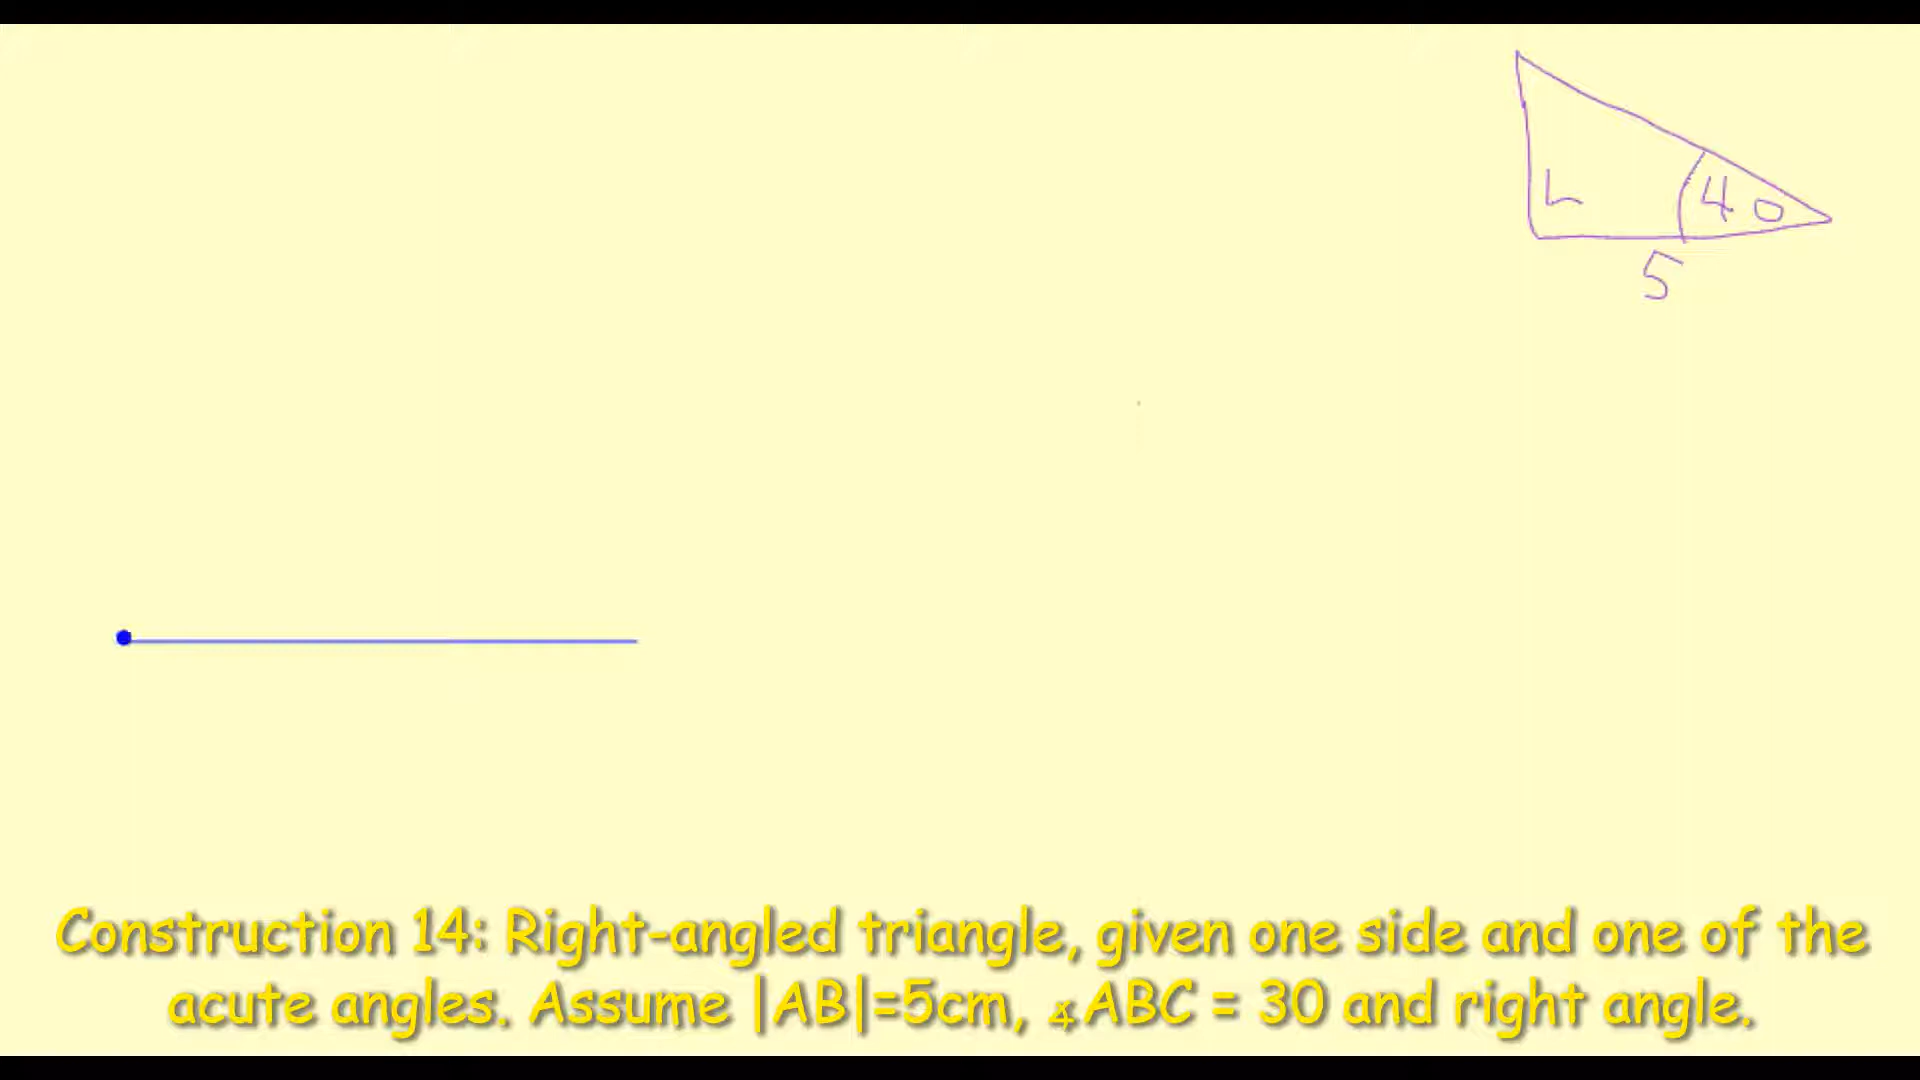 40
5
Construction 14: Right-angled triangle, given one side and one of the
acute angles. Assume |AB|=5cm, ∡ABC = 30 and right angle.